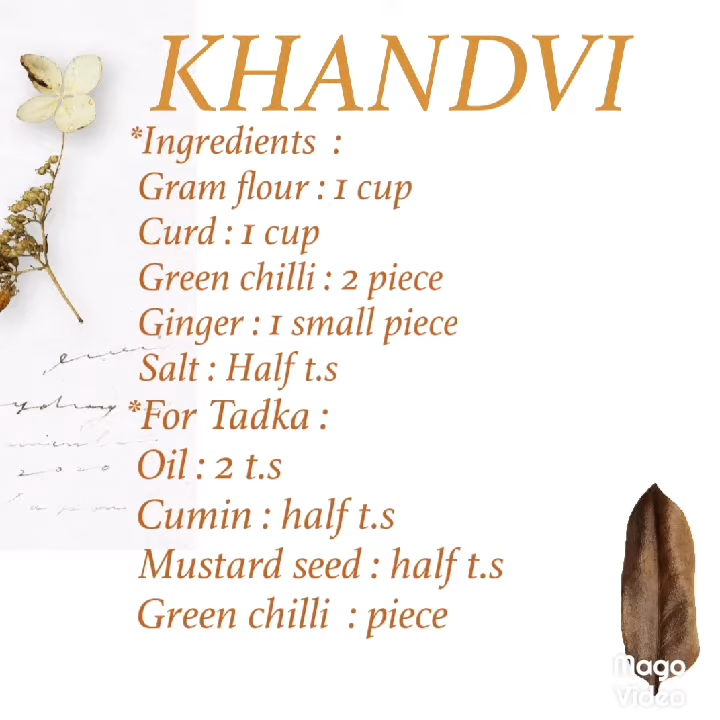 KHANDVI
*Ingredients :
Gram flour : 1 cup
Curd : 1 cup
Green chilli : 2 piece
Ginger : 1 small piece
Salt : Half t.s
*For Tadka :
Oil : 2 t.s
Cumin : half t.s
Mustard seed : half t.s
Green chilli : piece
2020
Mago
Video